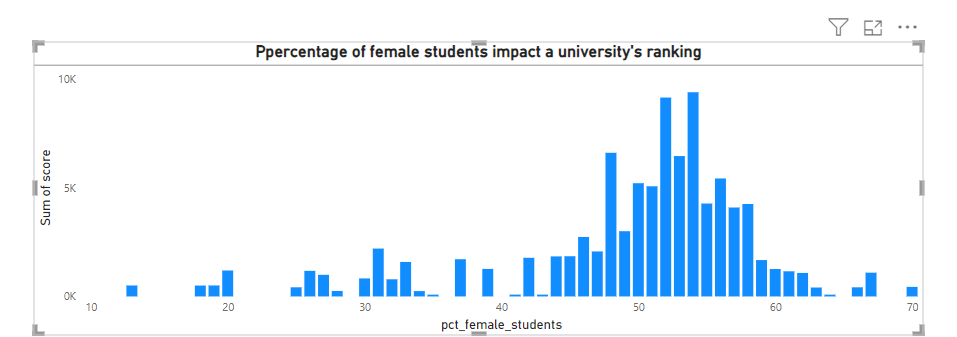 Ppercentage of female students impact a university's ranking
10K
5K
0K
Sum of score
10 20 30 40 50 60 70
pct_female_students